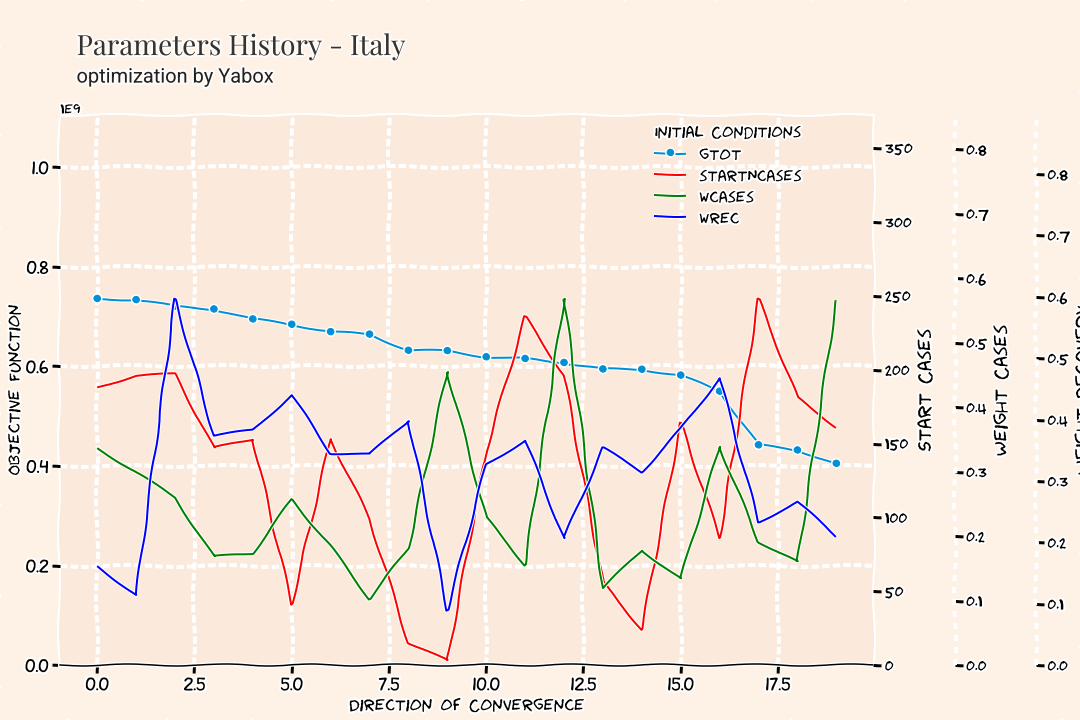 Parameters History - Italy
optimization by Yabox
1E9
INITIAL CONDITIONS
GTOT
STARTNCASES
WCASES
WREC
OBJECTIVE FUNCTION
1.0
0.8
0.6
0.4
0.2
0.0
0.0 2.5 5.0 7.5 10.0 12.5 15.0 17.5
DIRECTION OF CONVERGENCE
350
300
250
200
150
100
50
0
START CASES
0.8
0.7
0.6
0.5
0.4
0.3
0.2
0.1
0.0
WEIGHT CASES
0.8
0.7
0.6
0.5
0.4
0.3
0.2
0.1
0.0